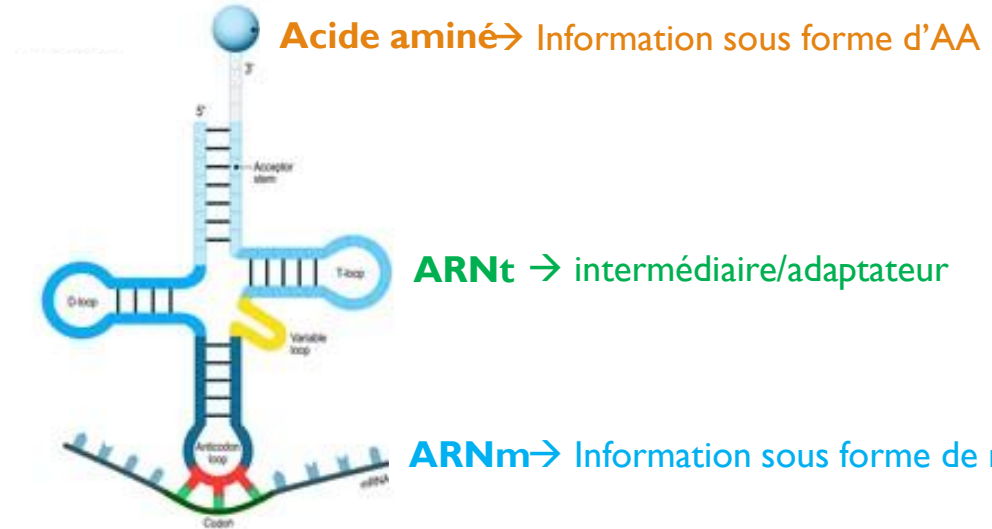 Acide aminé→ Information sous forme d'AA
3'
5'
Acceptor
stem
ARNt → intermédiaire/adaptateur
T-loop
D-loop
Variable
loop
Anticodon
loop
ARNm→ Information sous forme de
mRNA
Codon